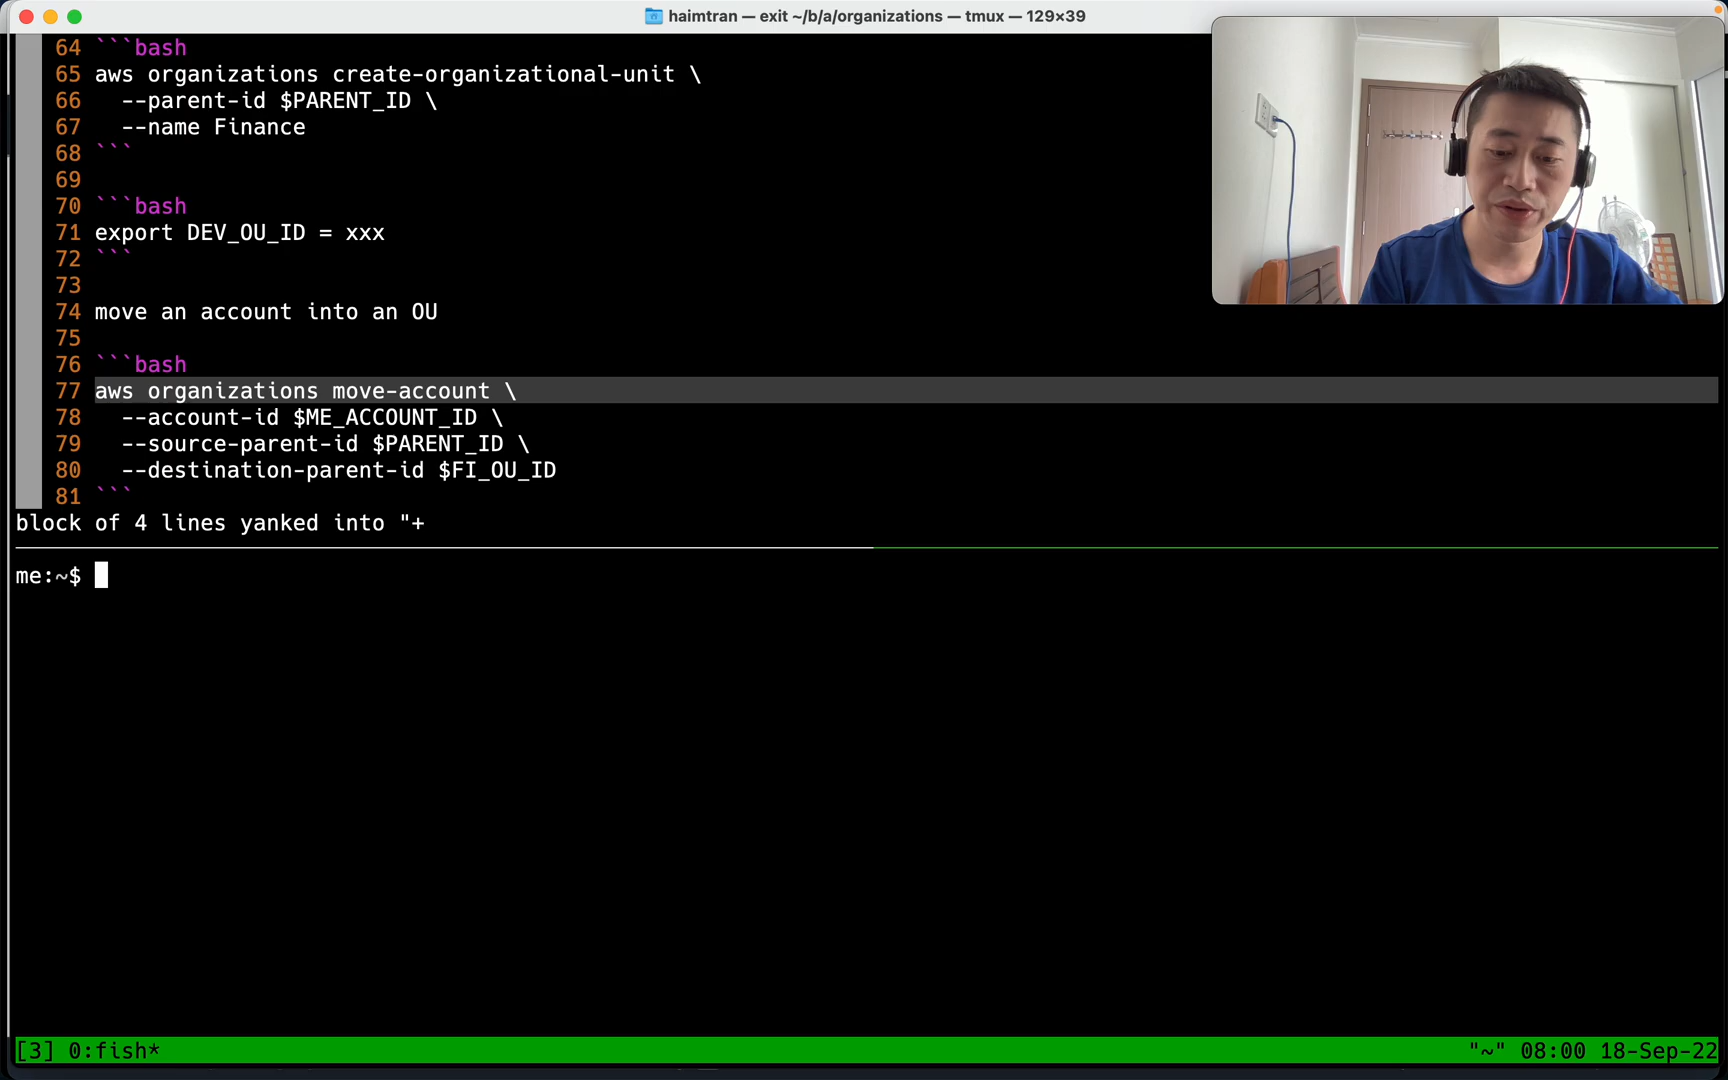 haimtran — exit ~/b/a/organizations — tmux — 129×39
64 ```bash
65 aws organizations create-organizational-unit \
66   --parent-id $PARENT_ID \
67   --name Finance
68 ```
69
70 ```bash
71 export DEV_OU_ID = xxx
72 ```
73
74 move an account into an OU
75
76 ```bash
77 aws organizations move-account \
78   --account-id $ME_ACCOUNT_ID \
79   --source-parent-id $PARENT_ID \
80   --destination-parent-id $FI_OU_ID
81 ```
block of 4 lines yanked into "+
me:~$
[3] 0:fish* "~" 08:00 18-Sep-22